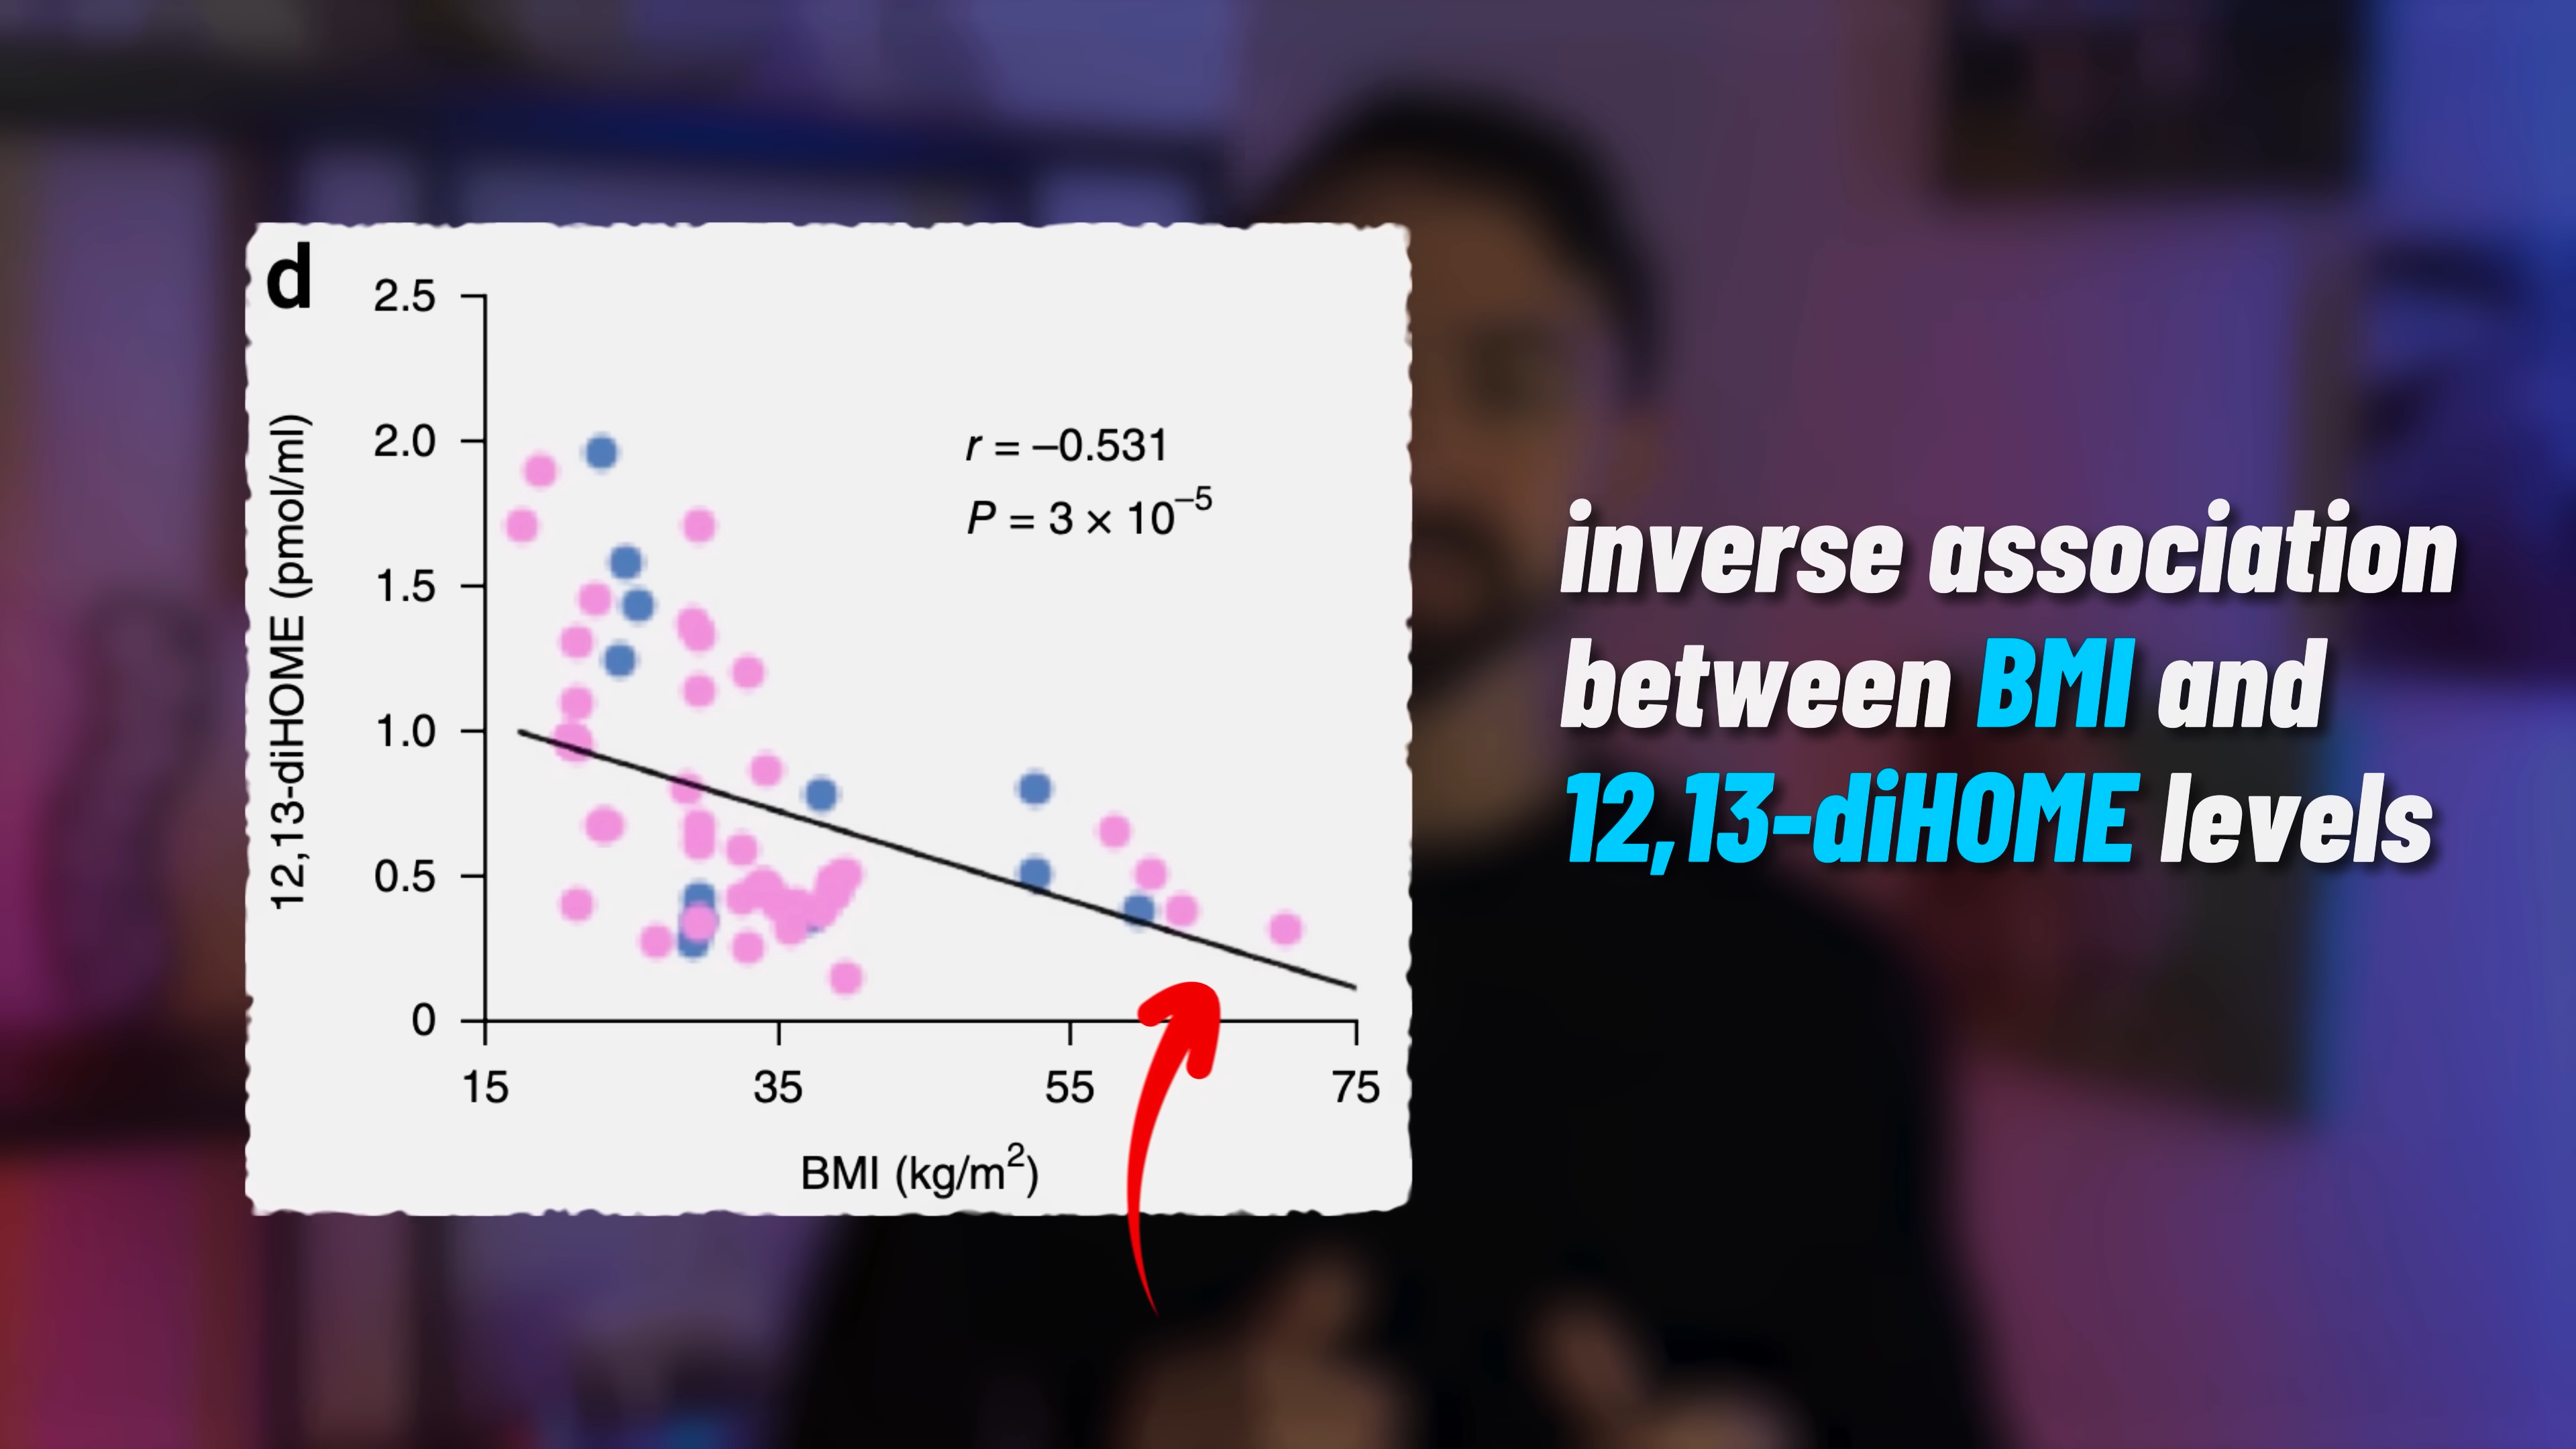 d
2.5
2.0
1.5
1.0
0.5
0
12,13-diHOME (pmol/ml)
r = –0.531
P = 3 × 10⁻⁵
15 35 55 75
BMI (kg/m²)
inverse association
between BMI and
12,13-diHOME levels